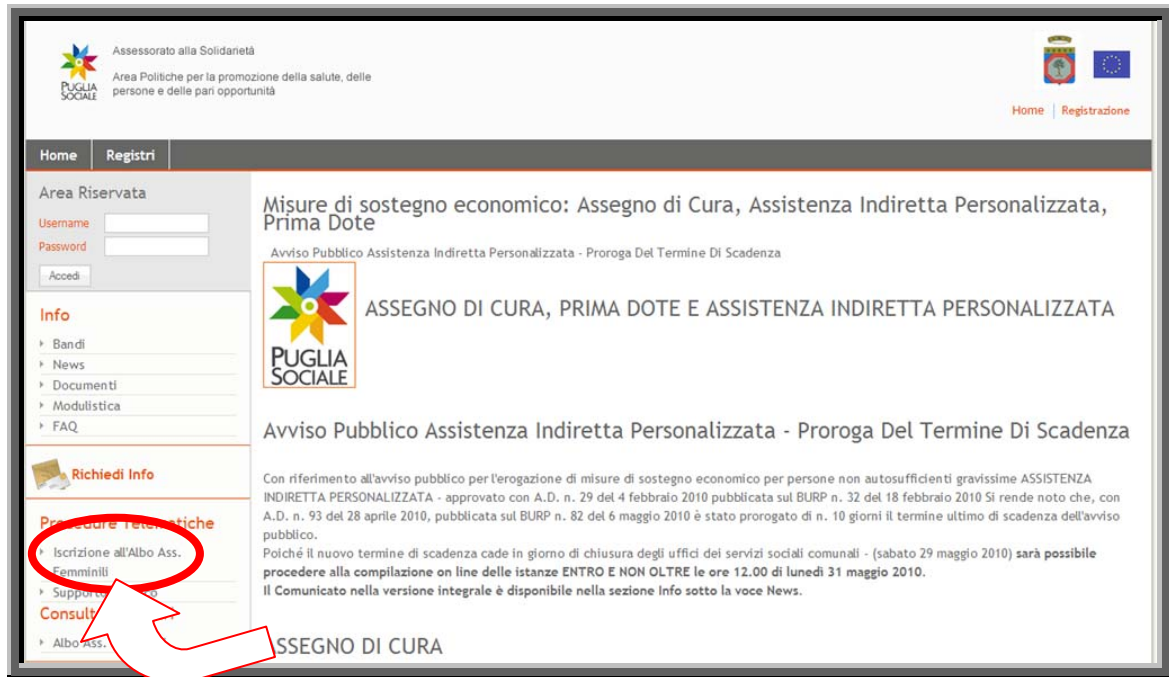 Assessorato alla Solidarietà
Area Politiche per la promozione della salute, delle
persone e delle pari opportunità
PUGLIA
SOCIALE
Home | Registrazione
Home
Registri
Area Riservata
Username
Password
Accedi
Info
Bandi
News
Documenti
Modulistica
FAQ
Richiedi Info
Procedure Telematiche
Iscrizione all'Albo Ass.
Femminili
Supporto
Consult
Albo Ass.
Misure di sostegno economico: Assegno di Cura, Assistenza Indiretta Personalizzata,
Prima Dote
Avviso Pubblico Assistenza Indiretta Personalizzata - Proroga Del Termine Di Scadenza
PUGLIA
SOCIALE
ASSEGNO DI CURA, PRIMA DOTE E ASSISTENZA INDIRETTA PERSONALIZZATA
Avviso Pubblico Assistenza Indiretta Personalizzata - Proroga Del Termine Di Scadenza
Con riferimento all'avviso pubblico per l'erogazione di misure di sostegno economico per persone non autosufficienti gravissime ASSISTENZA
INDIRETTA PERSONALIZZATA - approvato con A.D. n. 29 del 4 febbraio 2010 pubblicata sul BURP n. 32 del 18 febbraio 2010 Si rende noto che, con
A.D. n. 93 del 28 aprile 2010, pubblicata sul BURP n. 82 del 6 maggio 2010 è stato prorogato di n. 10 giorni il termine ultimo di scadenza dell'avviso
pubblico.
Poiché il nuovo termine di scadenza cade in giorno di chiusura degli uffici dei servizi sociali comunali - (sabato 29 maggio 2010) sarà possibile
procedere alla compilazione on line delle istanze ENTRO E NON OLTRE le ore 12.00 di lunedì 31 maggio 2010.
Il Comunicato nella versione integrale è disponibile nella sezione Info sotto la voce News.
ASSEGNO DI CURA